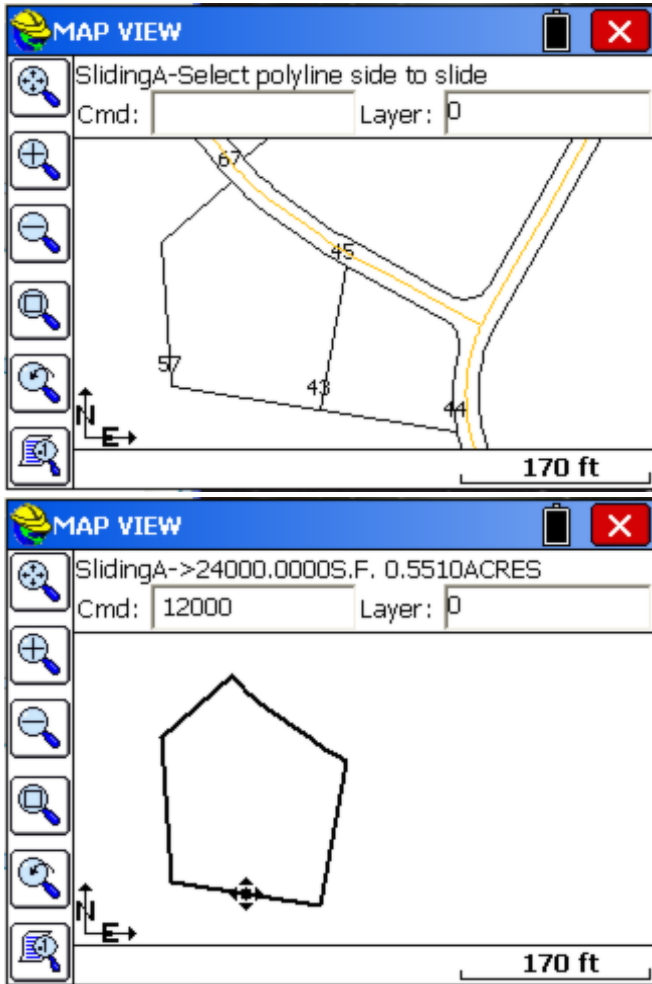 MAP VIEW
SlidingA-Select polyline side to slide
Cmd: Layer: 0
67
45
57
43
44
N
E
170 ft
MAP VIEW
SlidingA->24000.0000S.F. 0.5510ACRES
Cmd: 12000 Layer: 0
N
E
170 ft